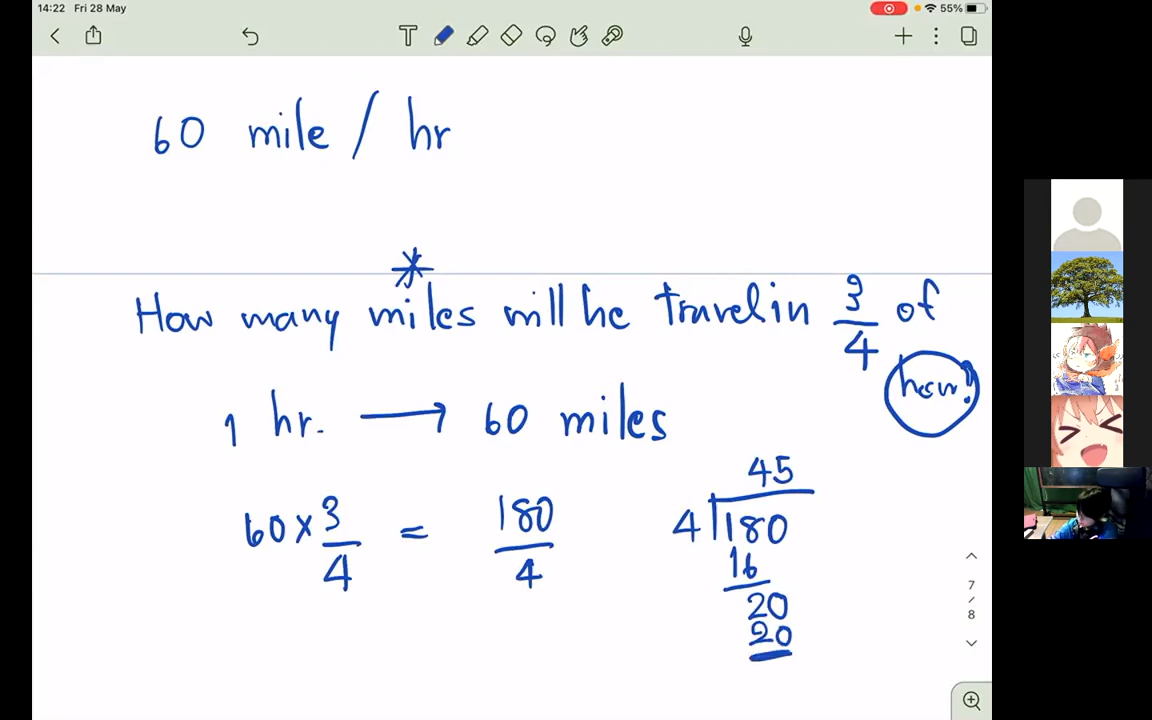 14:22 Fri 28 May
55%
T
60 mile / hr
*
How many miles will he travel in 3/4 of
hour?
1 hr. → 60 miles
60 × 3/4 = 180/4
45
4 180
16
20
20
7
/
8